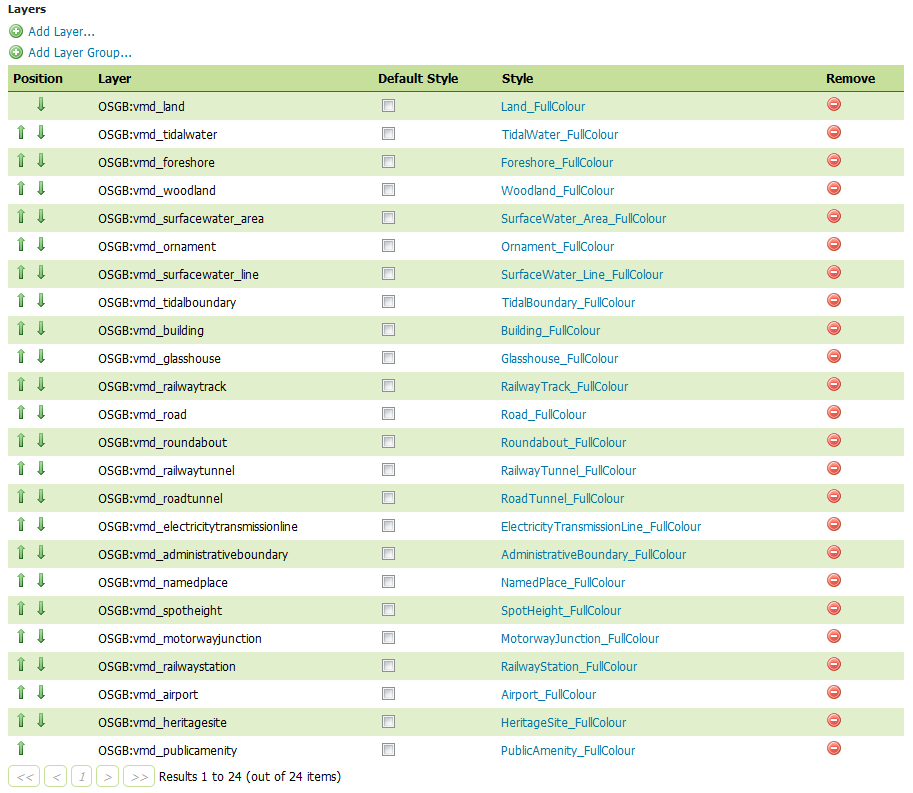 Layers
Add Layer...
Add Layer Group...
Position Layer Default Style Style Remove
OSGB:vmd_land Land_FullColour
OSGB:vmd_tidalwater TidalWater_FullColour
OSGB:vmd_foreshore Foreshore_FullColour
OSGB:vmd_woodland Woodland_FullColour
OSGB:vmd_surfacewater_area SurfaceWater_Area_FullColour
OSGB:vmd_ornament Ornament_FullColour
OSGB:vmd_surfacewater_line SurfaceWater_Line_FullColour
OSGB:vmd_tidalboundary TidalBoundary_FullColour
OSGB:vmd_building Building_FullColour
OSGB:vmd_glasshouse Glasshouse_FullColour
OSGB:vmd_railwaytrack RailwayTrack_FullColour
OSGB:vmd_road Road_FullColour
OSGB:vmd_roundabout Roundabout_FullColour
OSGB:vmd_railwaytunnel RailwayTunnel_FullColour
OSGB:vmd_roadtunnel RoadTunnel_FullColour
OSGB:vmd_electricitytransmissionline ElectricityTransmissionLine_FullColour
OSGB:vmd_administrativeboundary AdministrativeBoundary_FullColour
OSGB:vmd_namedplace NamedPlace_FullColour
OSGB:vmd_spotheight SpotHeight_FullColour
OSGB:vmd_motorwayjunction MotorwayJunction_FullColour
OSGB:vmd_railwaystation RailwayStation_FullColour
OSGB:vmd_airport Airport_FullColour
OSGB:vmd_heritagesite HeritageSite_FullColour
OSGB:vmd_publicamenity PublicAmenity_FullColour
<< < 1 > >> Results 1 to 24 (out of 24 items)